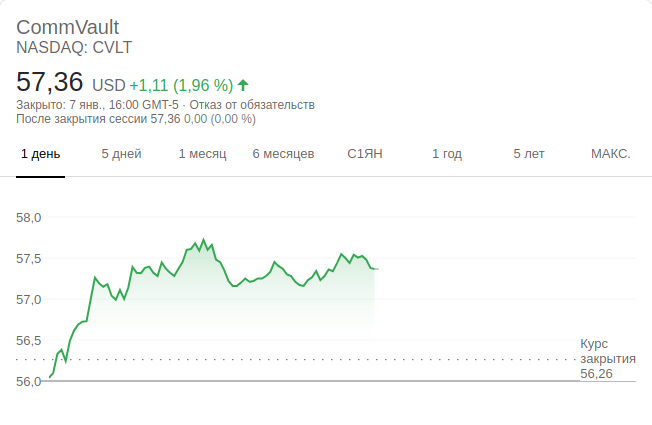 CommVault
NASDAQ: CVLT
57,36 USD +1,11 (1,96 %)
Закрыто: 7 янв., 16:00 GMT-5 · Отказ от обязательств
После закрытия сессии 57,36 0,00 (0,00 %)
1 день 5 дней 1 месяц 6 месяцев С1ЯН 1 год 5 лет МАКС.
58,0
57,5
57,0
56,5
Курс
закрытия
56,26
56,0